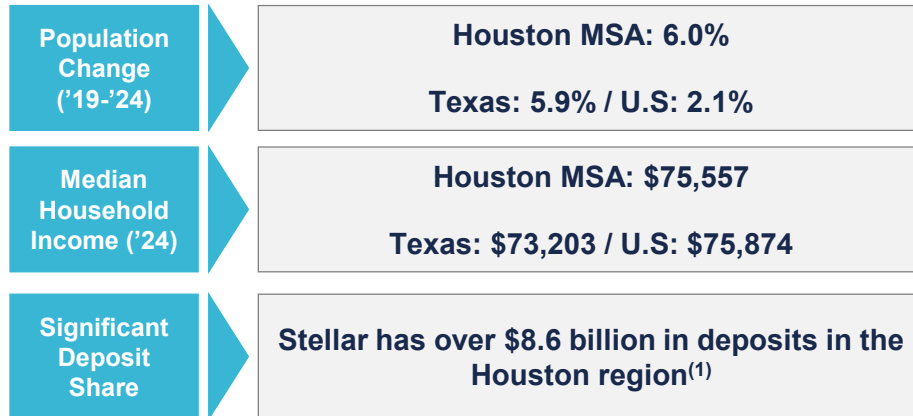 Population
Change
('19-'24)
Houston MSA: 6.0%
Texas: 5.9% / U.S: 2.1%
Median
Household
Income ('24)
Houston MSA: $75,557
Texas: $73,203 / U.S: $75,874
Significant
Deposit
Share
Stellar has over $8.6 billion in deposits in the
Houston region(1)